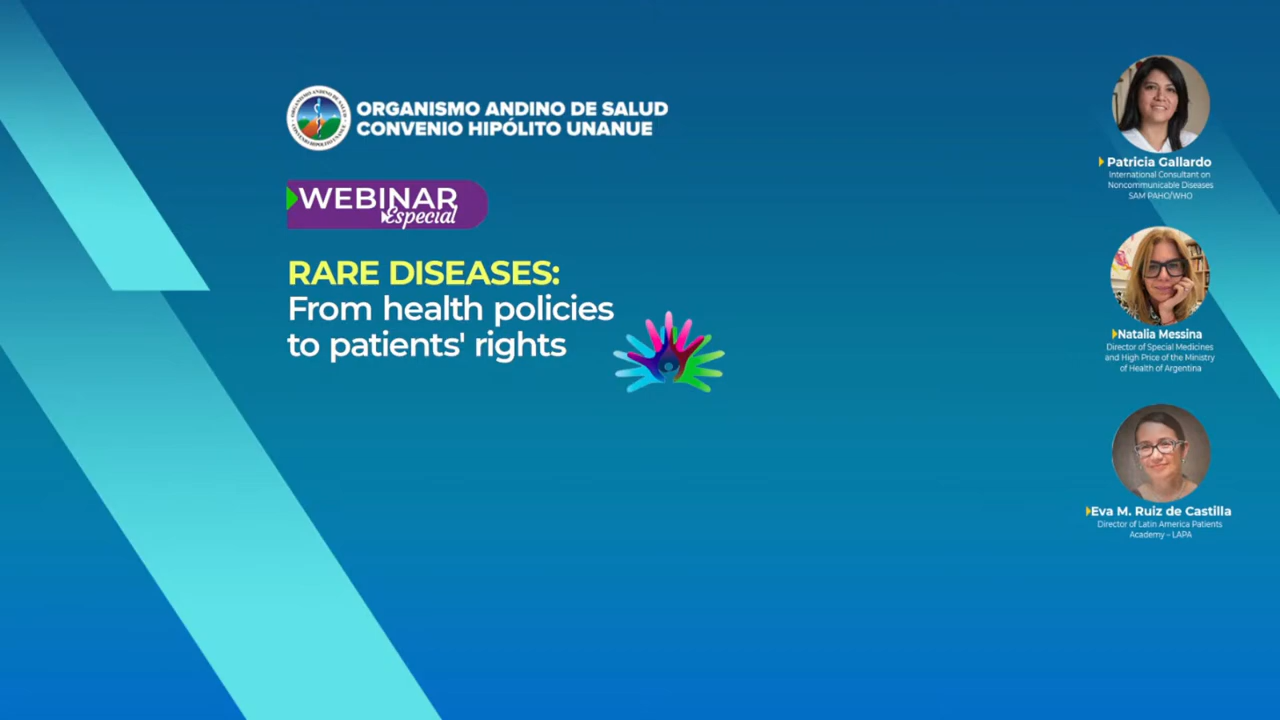 ORGANISMO ANDINO DE SALUD
CONVENIO HIPÓLITO UNANUE
WEBINAR
Especial
RARE DISEASES:
From health policies
to patients' rights
Patricia Gallardo
International Consultant on
Noncommunicable Diseases
SAM PAHO/WHO
Natalia Messina
Director of Special Medicines
and High Price of the Ministry
of Health of Argentina
Eva M. Ruiz de Castilla
Director of Latin America Patients
Academy – LAPA